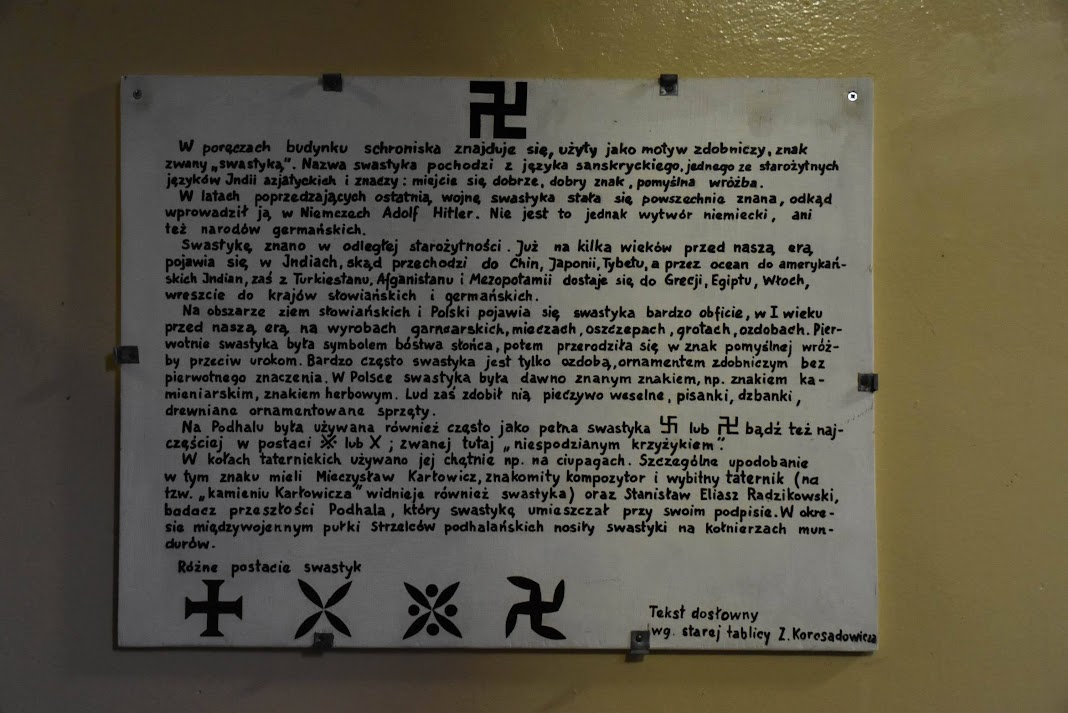 W poręczach budynku schroniska znajduje się, użyty jako motyw zdobniczy, znak
zwany „swastyką”. Nazwa swastyka pochodzi z języka sanskryckiego, jednego ze starożytnych
języków Indii azjatyckich i znaczy: miejcie się dobrze, dobry znak, pomyślna wróżba.
W latach poprzedzających ostatnią wojnę swastyka stała się powszechnie znana, odkąd
wprowadził ją w Niemczech Adolf Hitler. Nie jest to jednak wytwór niemiecki, ani
też narodów germańskich.
Swastykę znano w odległej starożytności. Już na kilka wieków przed naszą erą
pojawia się w Indiach, skąd przechodzi do Chin, Japonii, Tybetu, a przez ocean do amerykań-
skich Indian, zaś z Turkiestanu, Afganistanu i Mezopotamii dostaje się do Grecji, Egiptu, Włoch,
wreszcie do krajów słowiańskich i germańskich.
Na obszarze ziem słowiańskich i Polski pojawia się swastyka bardzo obficie, w I wieku
przed naszą erą na wyrobach garncarskich, mieczach, oszczepach, grotach, ozdobach. Pier-
wotnie swastyka była symbolem bóstwa słońca, potem przerodziła się w znak pomyślnej wróż-
by przeciw urokom. Bardzo często swastyka jest tylko ozdobą, ornamentem zdobniczym bez
pierwotnego znaczenia. W Polsce swastyka była dawno znanym znakiem, np. znakiem ka-
mieniarskim, znakiem herbowym. Lud zaś zdobił nią pieczywo weselne, pisanki, dzbanki,
drewniane ornamentowane sprzęty.
Na Podhalu była używana również często jako pełna swastyka 卐 lub 卍 bądź też naj-
częściej w postaci ※ lub X; zwanej tutaj „niespodzianym krzyżykiem”.
W kołach taternickich używano jej chętnie np. na ciupagach. Szczególne upodobanie
w tym znaku mieli Mieczysław Karłowicz, znakomity kompozytor i wybitny taternik (na
tzw. „kamieniu Karłowicza” widnieje również swastyka) oraz Stanisław Eliasz Radzikowski,
badacz przeszłości Podhala, który swastykę umieszczał przy swoim podpisie. W okre-
sie międzywojennym pułki Strzelców podhalańskich nosiły swastyki na kołnierzach mun-
durów.
Różne postacie swastyk
Tekst dosłowny
wg. starej tablicy Z. Korosadowicza